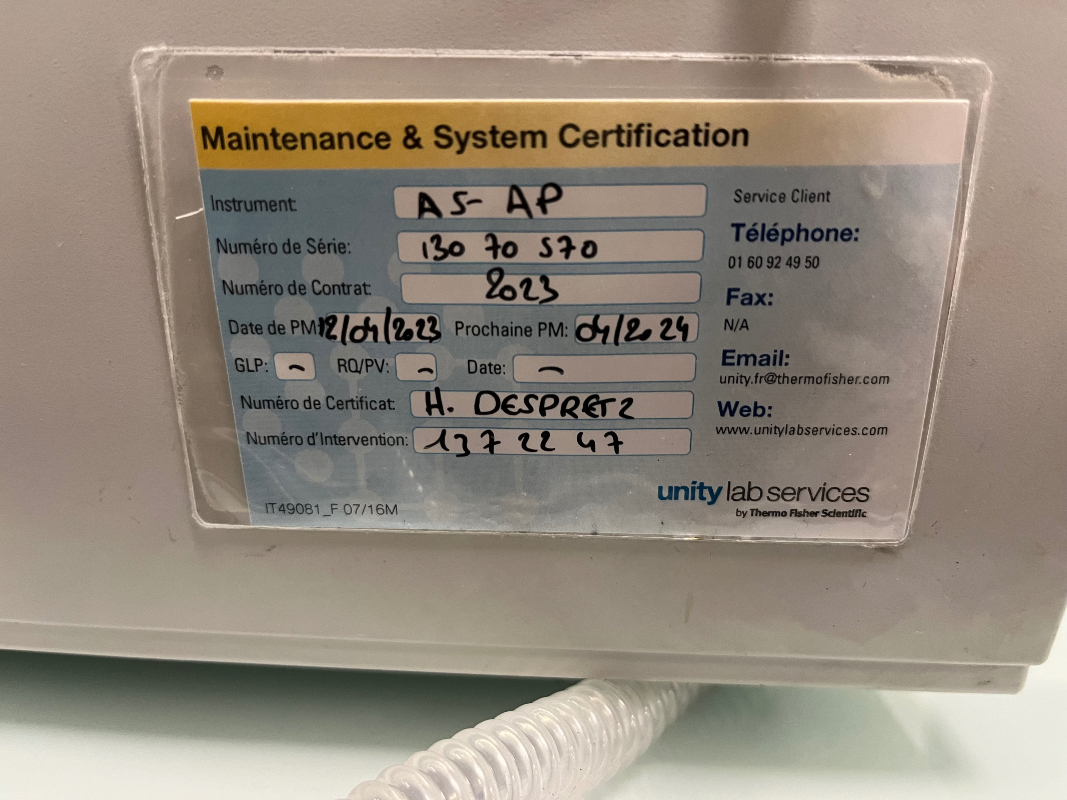 Maintenance & System Certification
Instrument: AS-AP
Numéro de Série: 130 70 570
Numéro de Contrat: 2023
Date de PM: 12/04/2023 Prochaine PM: 04/2024
GLP: - RQ/PV: - Date: -
Numéro de Certificat: H. DESPRETZ
Numéro d'Intervention: 137 22 47
IT49081_F 07/16M
Service Client
Téléphone:
01 60 92 49 50
Fax:
N/A
Email:
unity.fr@thermofisher.com
Web:
www.unitylabservices.com
unity lab services
by Thermo Fisher Scientific